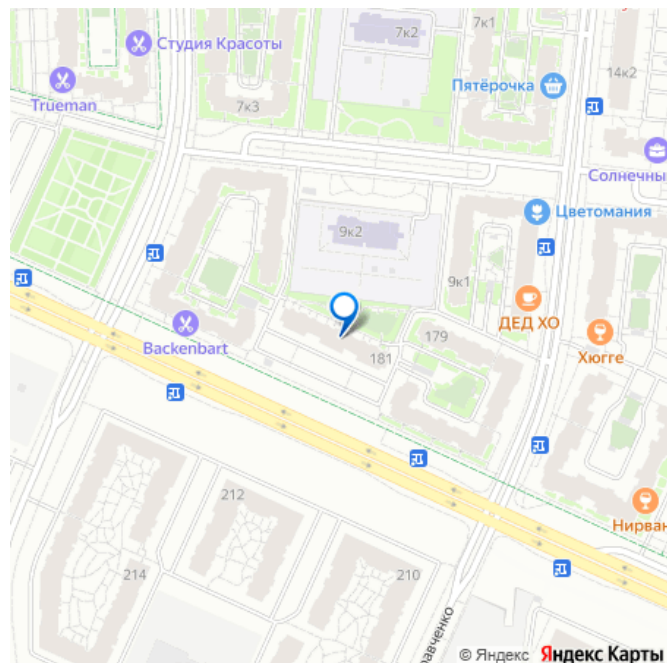 7к2
7к1
Студия Красоты
Пятёрочка
14к2
Trueman
7к3
Солнечны
Цветомания
9к2
9к1
ДЕД ХО
Backenbart
179
181
Хюгге
212
Нирван
214
210
равченко
© Яндекс Яндекс Карты